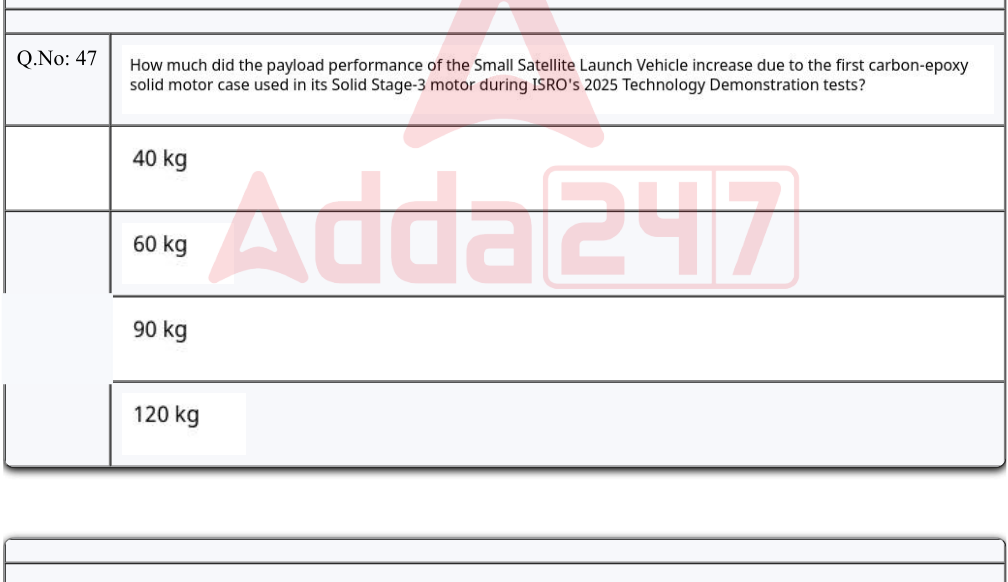 Q.No: 47
How much did the payload performance of the Small Satellite Launch Vehicle increase due to the first carbon-epoxy
solid motor case used in its Solid Stage-3 motor during ISRO's 2025 Technology Demonstration tests?
40 kg
Adda247
60 kg
90 kg
120 kg